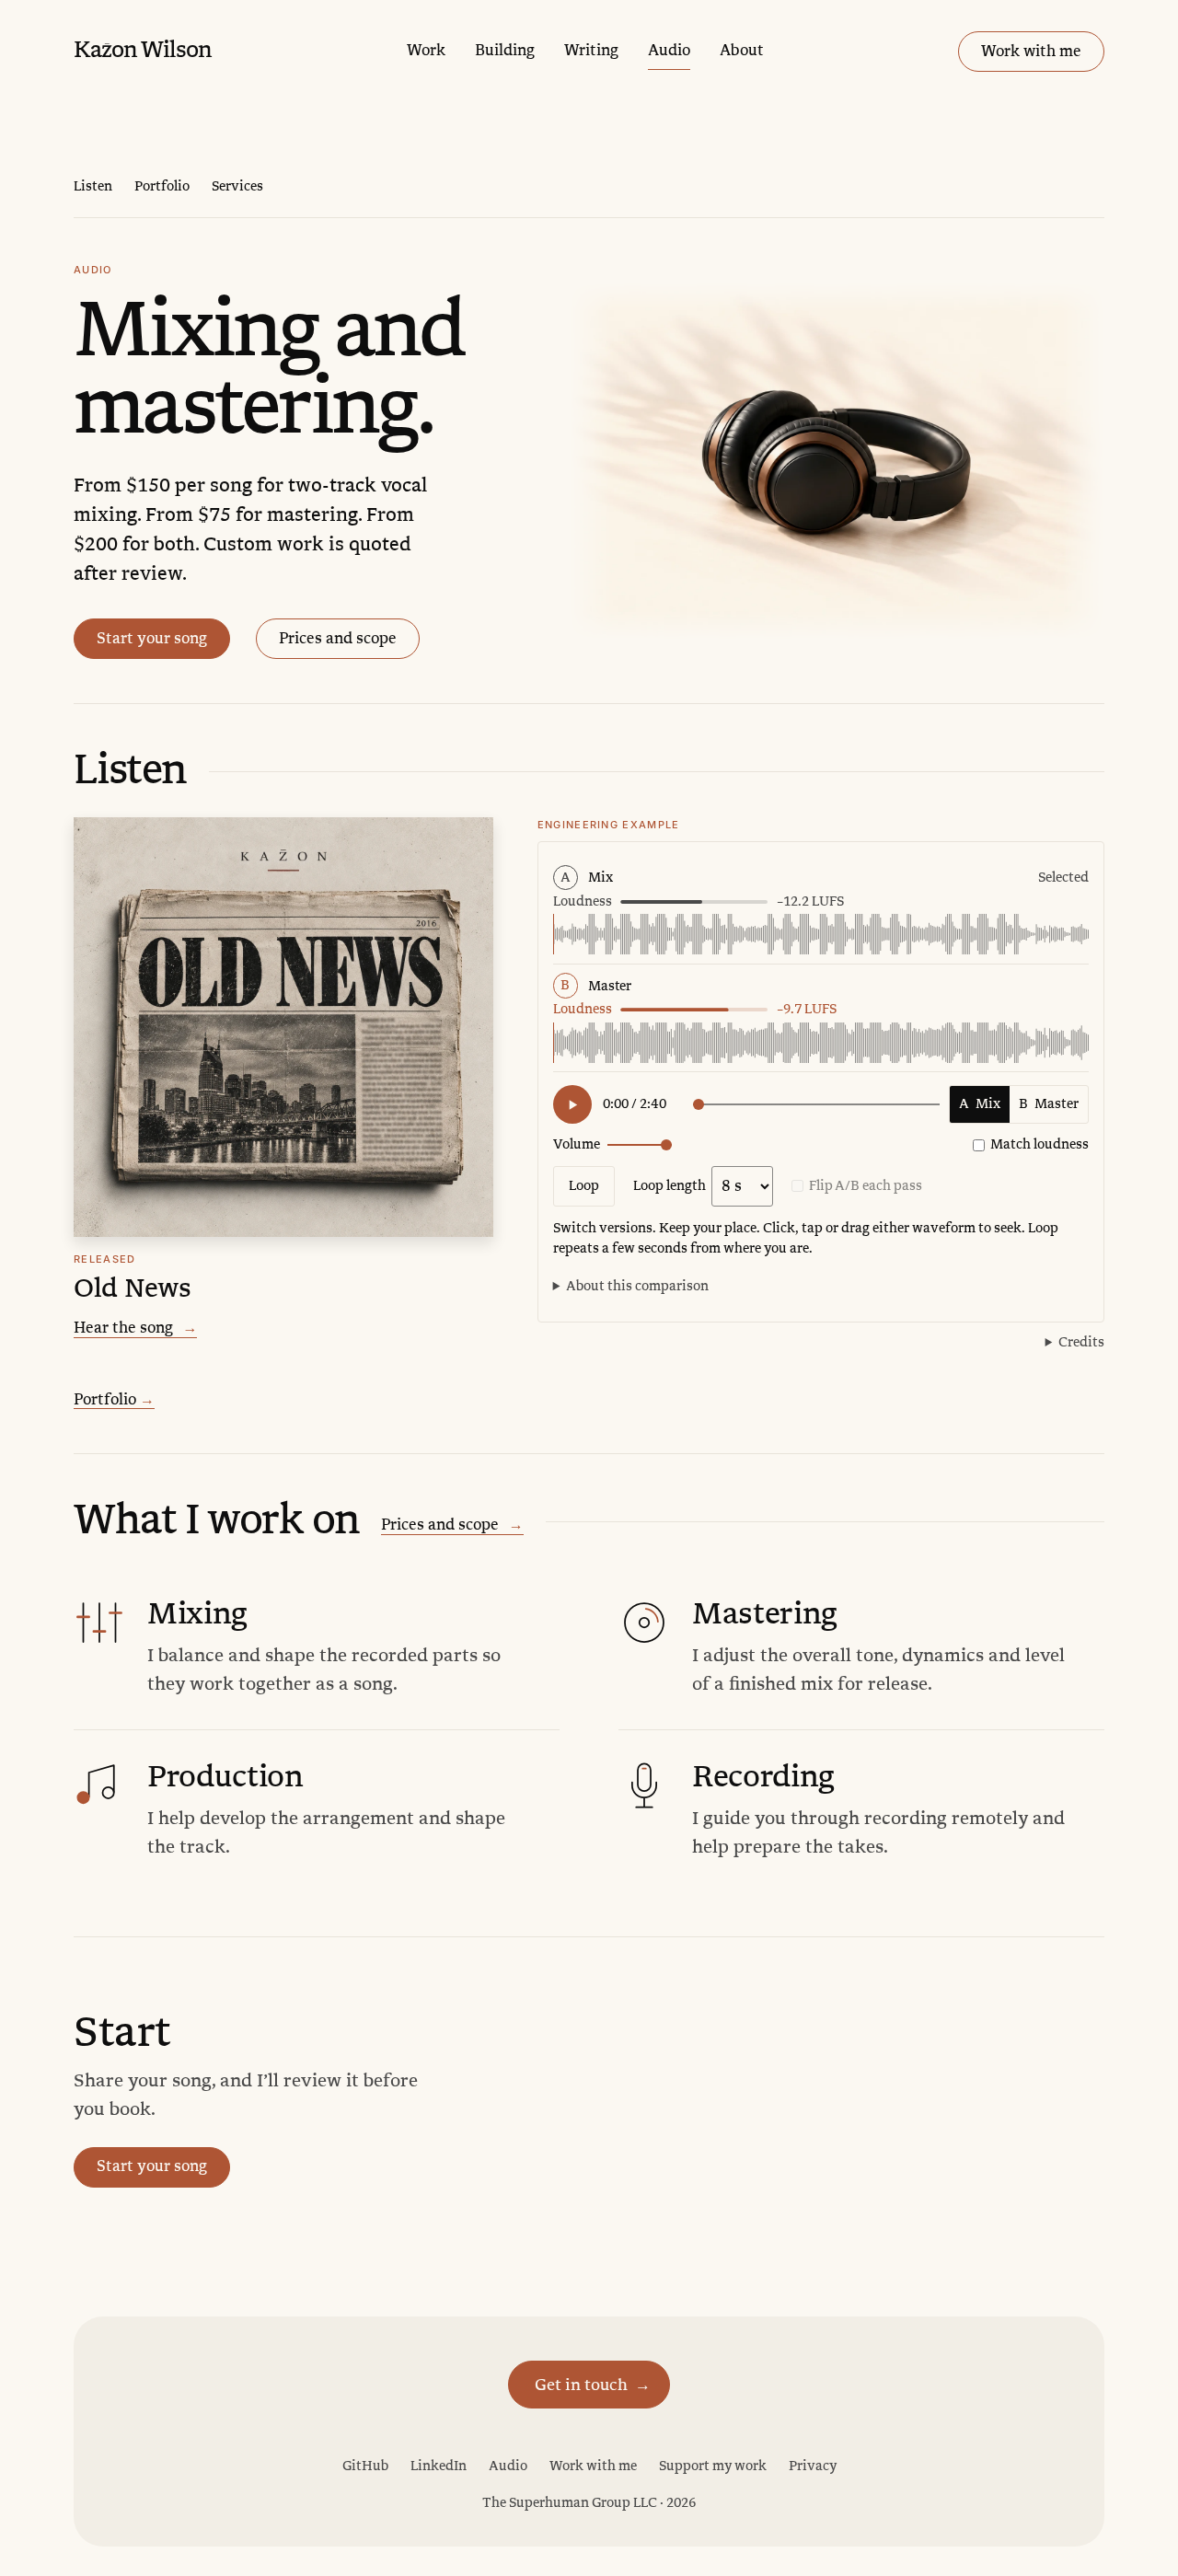 Kažon Wilson
Work Building Writing Audio About
Work with me
Listen Portfolio Services
AUDIO
Mixing and
mastering.
From $150 per song for two-track vocal
mixing. From $75 for mastering. From
$200 for both. Custom work is quoted
after review.
Start your song
Prices and scope
Listen
KAŽON
2016
OLD NEWS
RELEASED
Old News
Hear the song →
Portfolio →
ENGINEERING EXAMPLE
A Mix Selected
Loudness -12.2 LUFS
B Master
Loudness -9.7 LUFS
0:00 / 2:40 A Mix B Master
Volume Match loudness
Loop Loop length 8 s Flip A/B each pass
Switch versions. Keep your place. Click, tap or drag either waveform to seek. Loop
repeats a few seconds from where you are.
About this comparison
Credits
What I work on Prices and scope →
Mixing
I balance and shape the recorded parts so
they work together as a song.
Mastering
I adjust the overall tone, dynamics and level
of a finished mix for release.
Production
I help develop the arrangement and shape
the track.
Recording
I guide you through recording remotely and
help prepare the takes.
Start
Share your song, and I’ll review it before
you book.
Start your song
Get in touch →
GitHub LinkedIn Audio Work with me Support my work Privacy
The Superhuman Group LLC · 2026